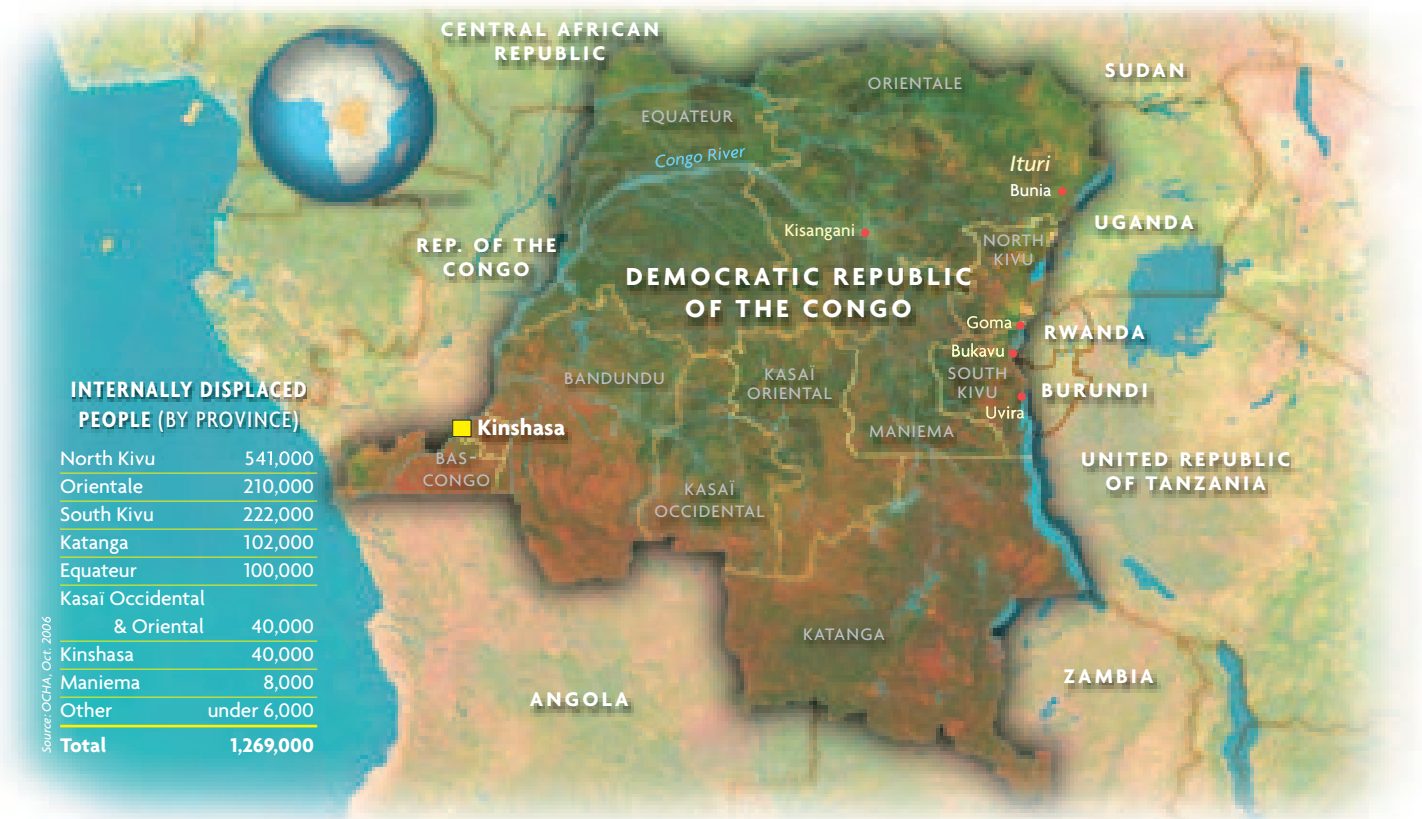 CENTRAL AFRICAN
REPUBLIC
SUDAN
ORIENTALE
EQUATEUR
Congo River
Ituri
Bunia
UGANDA
Kisangani
NORTH
KIVU
REP. OF THE
CONGO
DEMOCRATIC REPUBLIC
OF THE CONGO
Goma
RWANDA
Bukavu
SOUTH
KIVU
BURUNDI
Uvira
BANDUNDU
KASAÏ
ORIENTAL
MANIEMA
Kinshasa
BAS-
CONGO
KASAÏ
OCCIDENTAL
UNITED REPUBLIC
OF TANZANIA
KATANGA
ZAMBIA
ANGOLA
INTERNALLY DISPLACED
PEOPLE (BY PROVINCE)
North Kivu 541,000
Orientale 210,000
South Kivu 222,000
Katanga 102,000
Equateur 100,000
Kasaï Occidental
& Oriental 40,000
Kinshasa 40,000
Maniema 8,000
Other under 6,000
Total 1,269,000
Source: OCHA, Oct. 2006